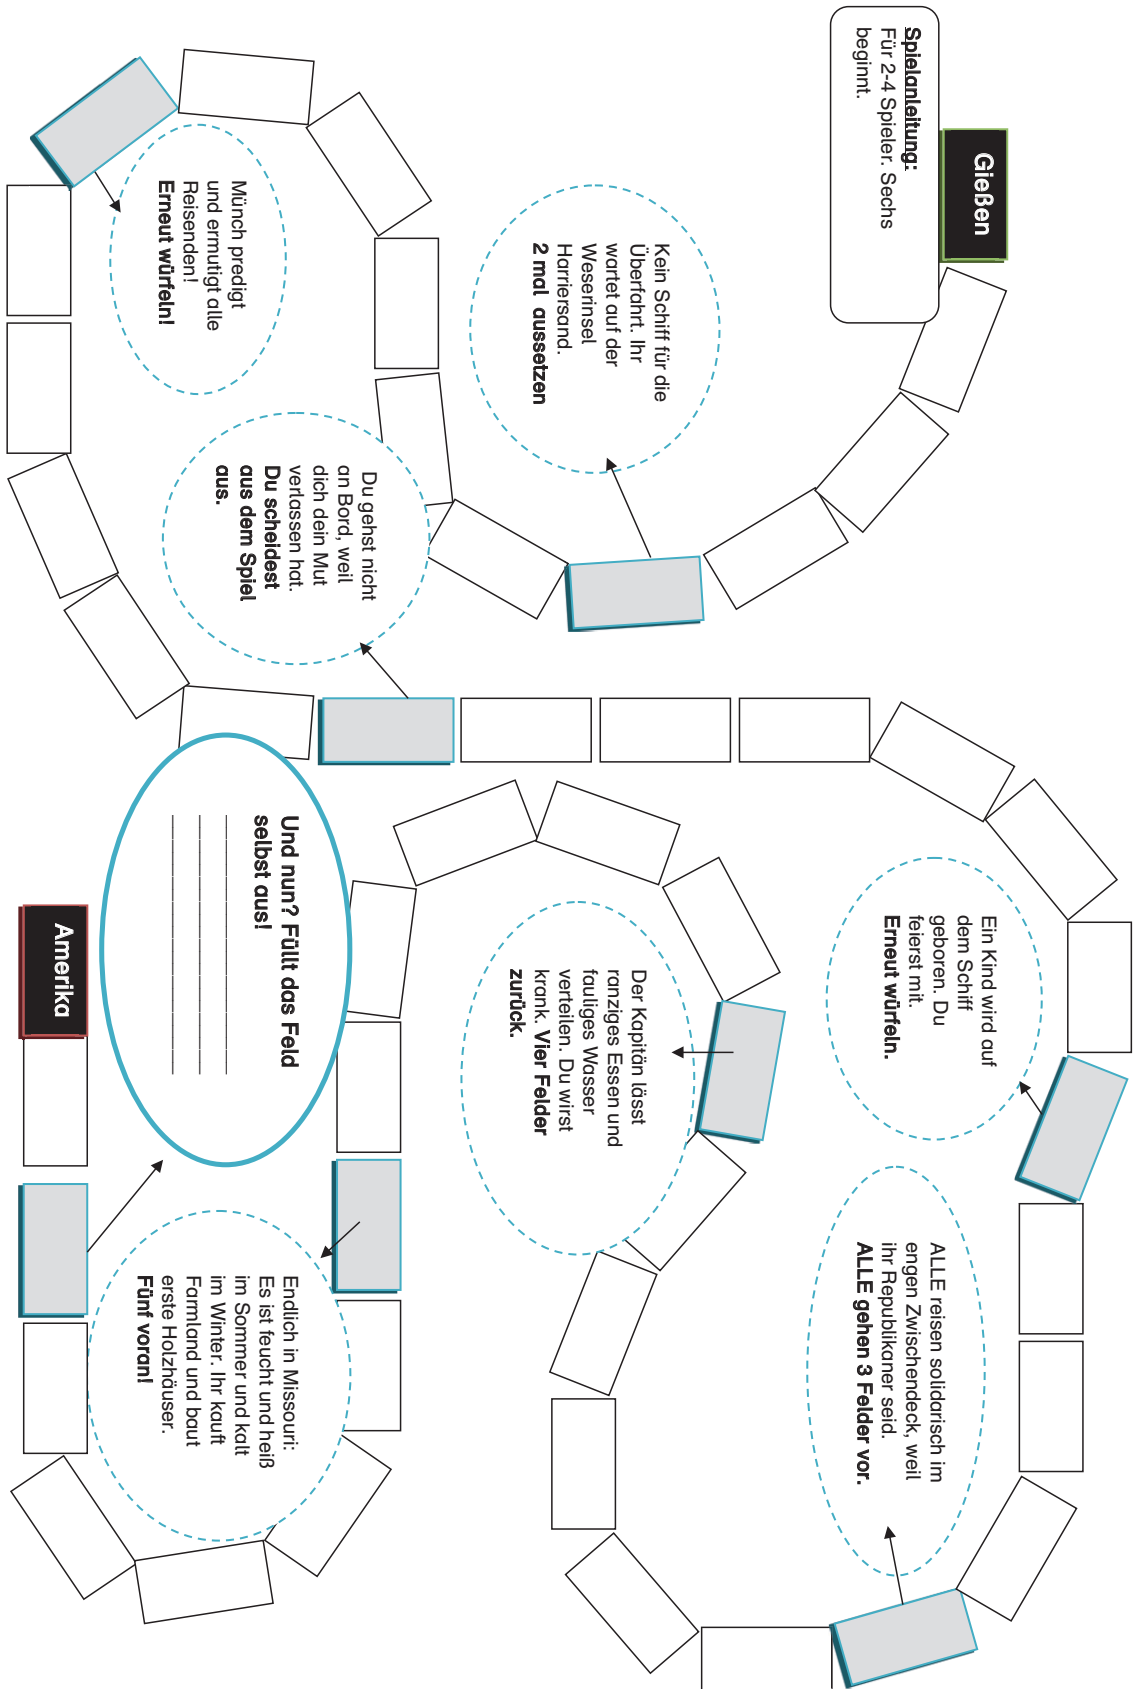 Gießen
Spielanleitung:
Für 2-4 Spieler. Sechs
beginnt.
Kein Schiff für die
Überfahrt. Ihr
wartet auf der
Weserinsel
Harriersand.
2 mal aussetzen
Münch predigt
und ermutigt alle
Reisenden!
Erneut würfeln!
Du gehst nicht
an Bord, weil
dich dein Mut
verlassen hat.
Du scheidest
aus dem Spiel
aus.
Ein Kind wird auf
dem Schiff
geboren. Du
feierst mit.
Erneut würfeln.
ALLE reisen solidarisch im
engen Zwischendeck, weil
ihr Republikaner seid.
ALLE gehen 3 Felder vor.
Der Kapitän lässt
ranziges Essen und
fauliges Wasser
verteilen. Du wirst
krank. Vier Felder
zurück.
Endlich in Missouri:
Es ist feucht und heiß
im Sommer und kalt
im Winter. Ihr kauft
Farmland und baut
erste Holzhäuser.
Fünf voran!
Und nun? Füllt das Feld
selbst aus!
Amerika